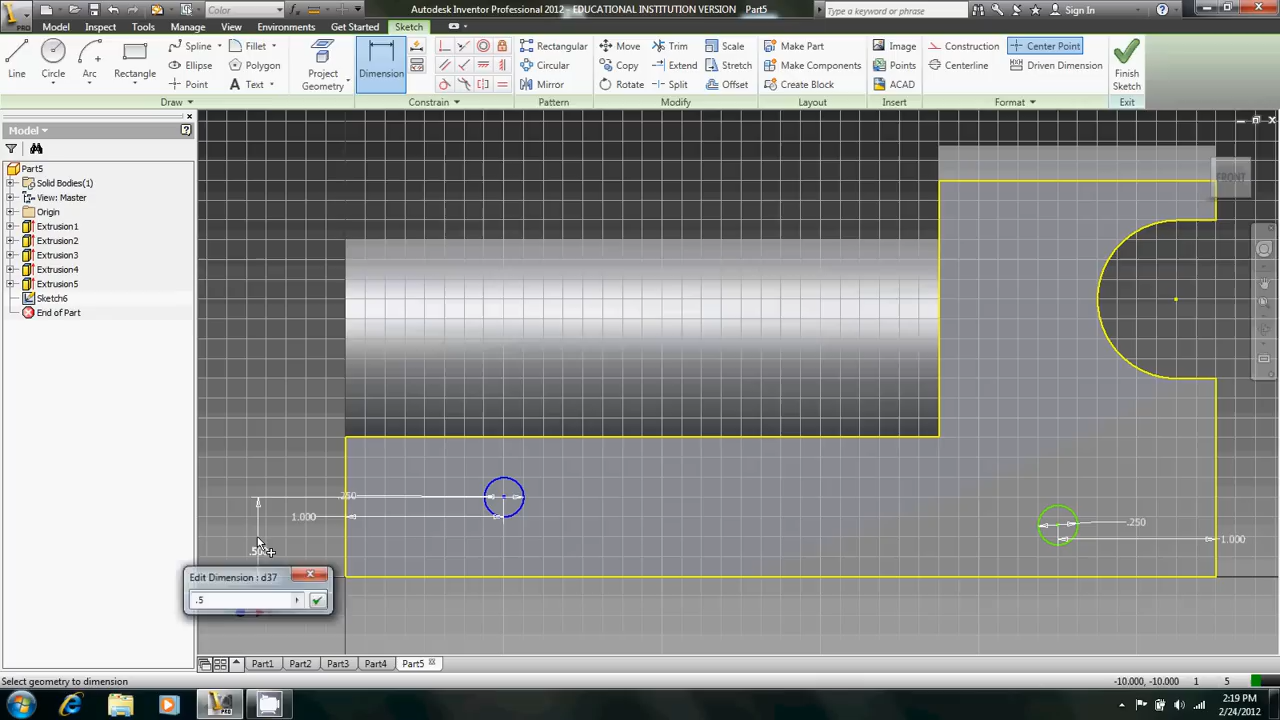 Color
Autodesk Inventor Professional 2012 - EDUCATIONAL INSTITUTION VERSION Part5
Type a keyword or phrase
Sign In
PRO Model Inspect Tools Manage View Environments Get Started Sketch
Line Circle Arc Rectangle
Spline Fillet
Ellipse Polygon
Point Text
Project Geometry
Dimension
Rectangular
Circular
Mirror
Move Trim Scale
Copy Extend Stretch
Rotate Split Offset
Make Part
Make Components
Create Block
Image
Points
ACAD
Construction Center Point
Centerline Driven Dimension
Finish Sketch
Draw Constrain Pattern Modify Layout Insert Format Exit
Model
Part5
Solid Bodies(1)
View: Master
Origin
Extrusion1
Extrusion2
Extrusion3
Extrusion4
Extrusion5
Sketch6
End of Part
FRONT
.250
1.000
.250
1.000
Edit Dimension : d37
.5
Part1 Part2 Part3 Part4 Part5
Select geometry to dimension
-10.000, -10.000 1 5
2:19 PM
2/24/2012